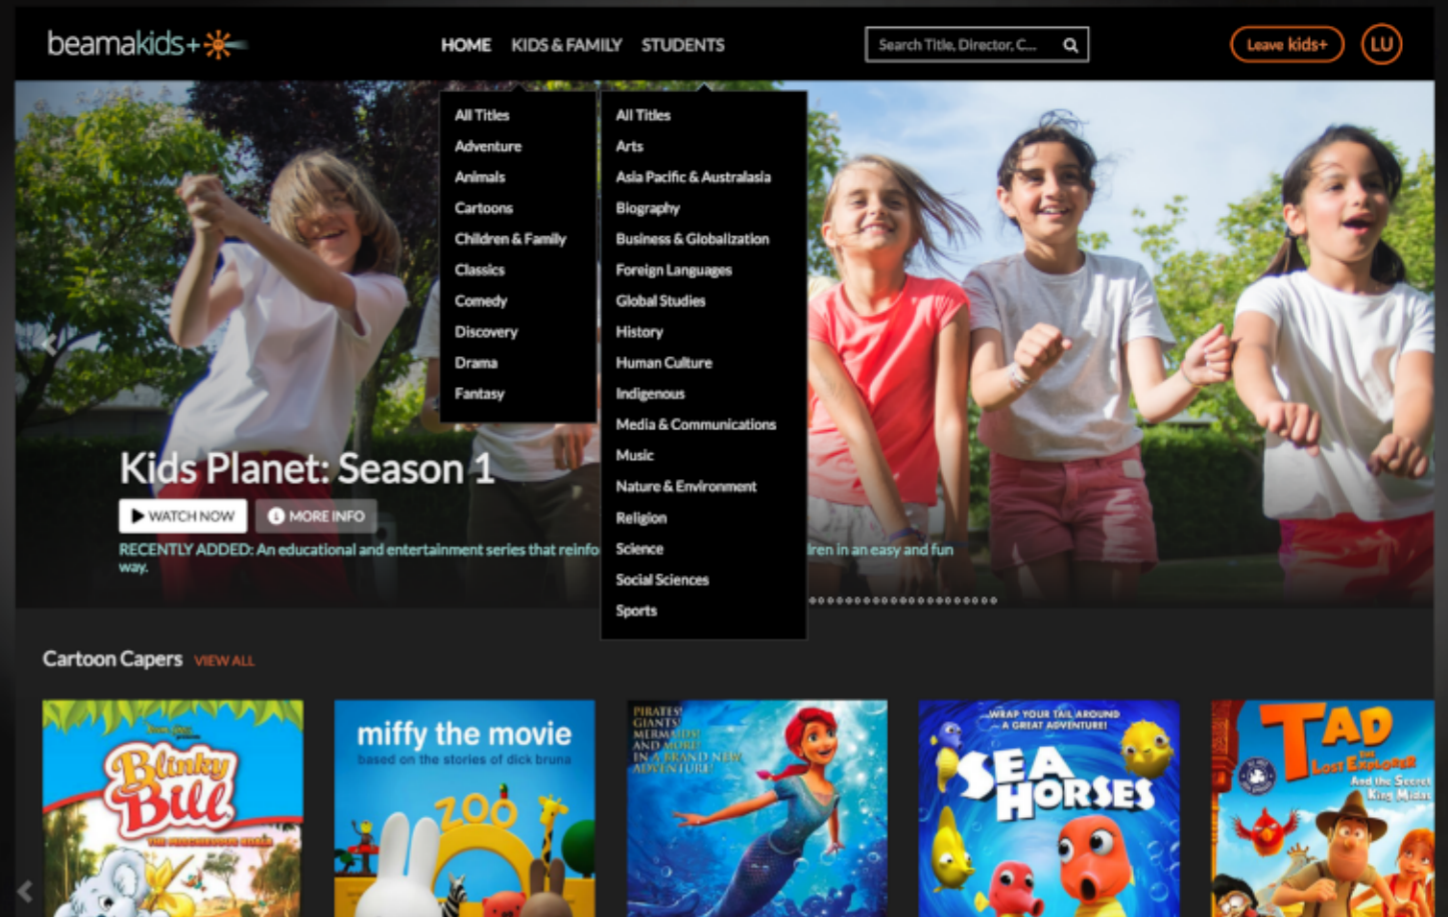 beamakids+
HOME
KIDS & FAMILY
STUDENTS
Search Title, Director, C...
Leave kids+
LU
All Titles
Adventure
Animals
Cartoons
Children & Family
Classics
Comedy
Discovery
Drama
Fantasy
All Titles
Arts
Asia Pacific & Australasia
Biography
Business & Globalization
Foreign Languages
Global Studies
History
Human Culture
Indigenous
Media & Communications
Music
Nature & Environment
Religion
Science
Social Sciences
Sports
Kids Planet: Season 1
WATCH NOW
MORE INFO
RECENTLY ADDED: An educational and entertainment series that reinfo
ren in an easy and fun
way.
Cartoon Capers
VIEW ALL
Blinky
Bill
THE MISCHIEVOUS KOALA
miffy the movie
based on the stories of dick bruna
ZOO
PIRATES!
GIANTS!
MERMAIDS!
AND MORE!
IN A BRAND NEW
ADVENTURE!
WRAP YOUR TAIL AROUND
A GREAT ADVENTURE!
SEA
HORSES
TAD
THE
LOST EXPLORER
And the Secret
King Midas